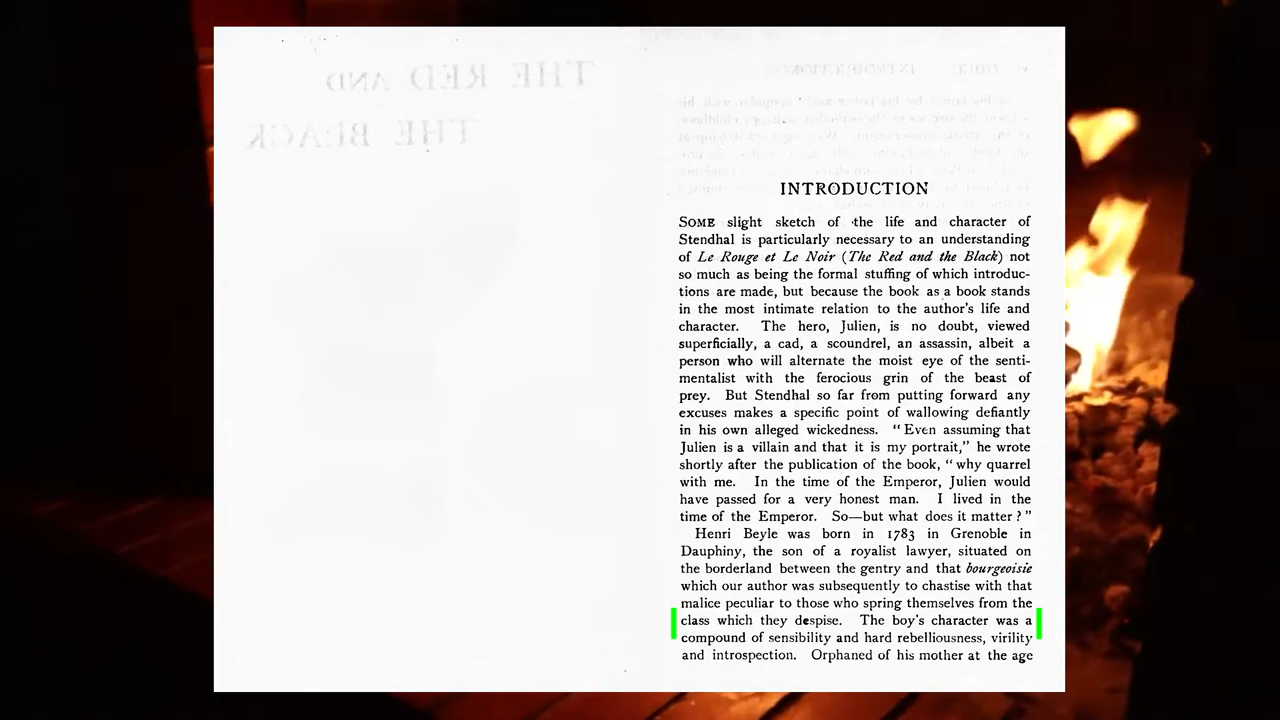 THE RED AND
THE BLACK
INTRODUCTION
SOME slight sketch of the life and character of
Stendhal is particularly necessary to an understanding
of Le Rouge et Le Noir (The Red and the Black) not
so much as being the formal stuffing of which introduc-
tions are made, but because the book as a book stands
in the most intimate relation to the author's life and
character. The hero, Julien, is no doubt, viewed
superficially, a cad, a scoundrel, an assassin, albeit a
person who will alternate the moist eye of the senti-
mentalist with the ferocious grin of the beast of
prey. But Stendhal so far from putting forward any
excuses makes a specific point of wallowing defiantly
in his own alleged wickedness. "Even assuming that
Julien is a villain and that it is my portrait," he wrote
shortly after the publication of the book, "why quarrel
with me. In the time of the Emperor, Julien would
have passed for a very honest man. I lived in the
time of the Emperor. So—but what does it matter?"
Henri Beyle was born in 1783 in Grenoble in
Dauphiny, the son of a royalist lawyer, situated on
the borderland between the gentry and that bourgeoisie
which our author was subsequently to chastise with that
malice peculiar to those who spring themselves from the
class which they despise. The boy's character was a
compound of sensibility and hard rebelliousness, virility
and introspection. Orphaned of his mother at the age